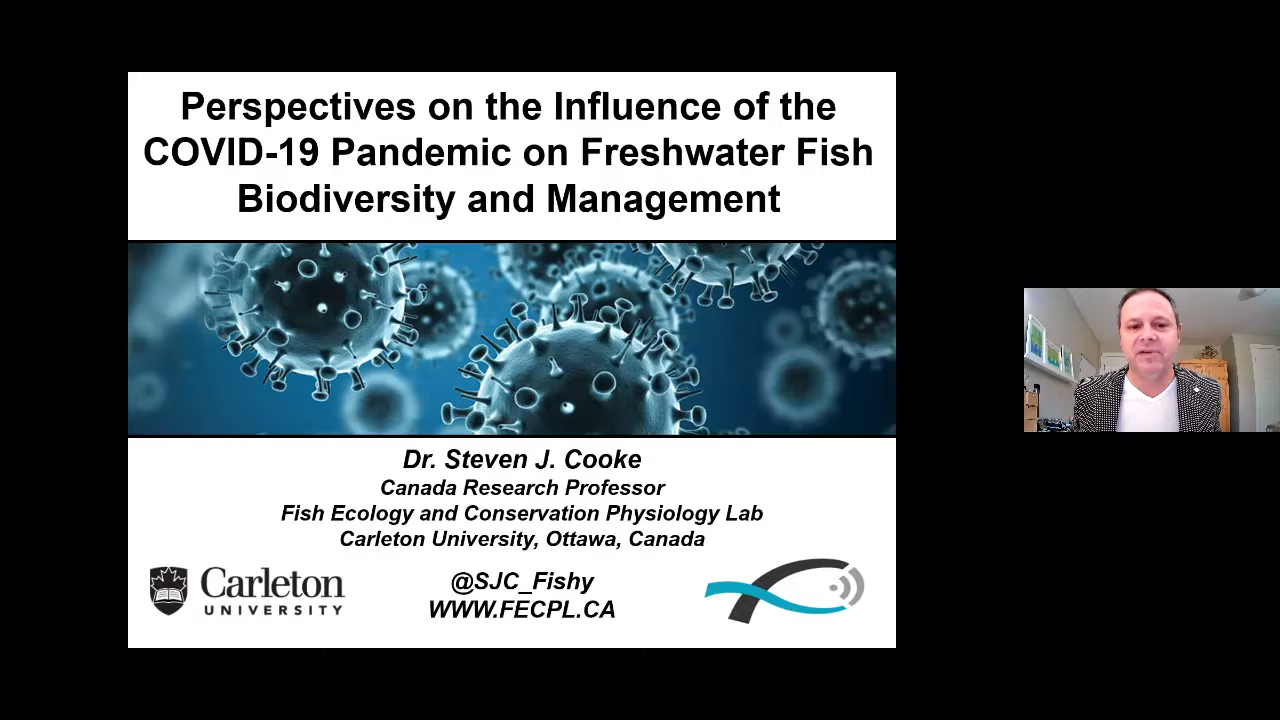 Perspectives on the Influence of the
COVID-19 Pandemic on Freshwater Fish
Biodiversity and Management
Dr. Steven J. Cooke
Canada Research Professor
Fish Ecology and Conservation Physiology Lab
Carleton University, Ottawa, Canada
Carleton
UNIVERSITY
@SJC_Fishy
WWW.FECPL.CA